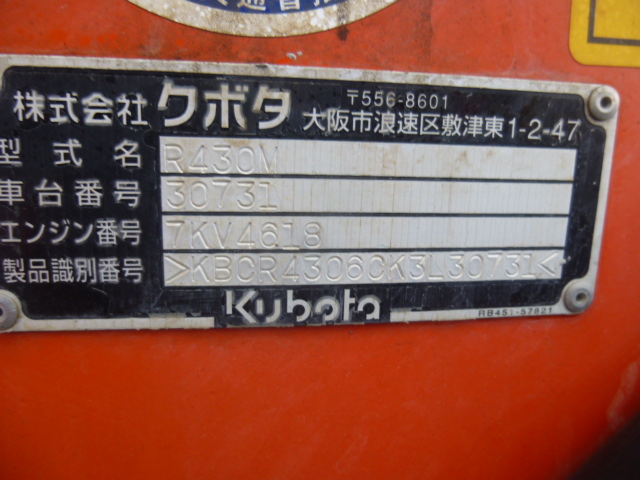 株式会社クボタ
〒556-8601
大阪市浪速区敷津東1-2-47
型式名 R430M
車台番号 30731
エンジン番号 7KV4618
製品識別番号 >KBCR4306CK3L30731<
Kubota
RB451-57821